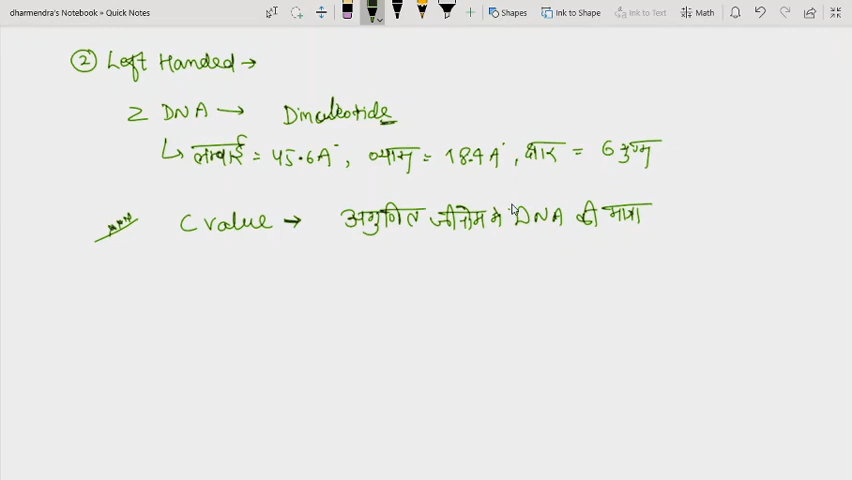 dharmendra's Notebook » Quick Notes
Shapes Ink to Shape Ink to Text Math
② Left Handed →
Z DNA → Dinucleotide
↳ लम्बाई = 45.6A°, व्यास = 18.4A°, क्षार = 6 युग्म
C value → अगुणित जीनोम मे DNA की मात्रा